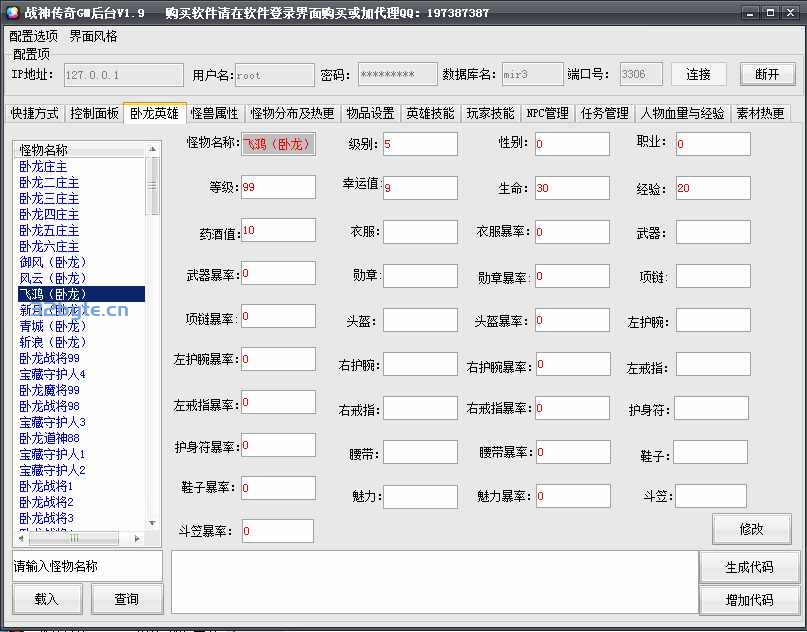 战神传奇GM后台V1.9 购买软件请在软件登录界面购买或加代理QQ：197387387
配置选项 界面风格
配置项
IP地址： 127.0.0.1 用户名： root 密码： ********* 数据库名： mir3 端口号： 3306 连接 断开
快捷方式 控制面板 卧龙英雄 怪兽属性 怪物分布及热更 物品设置 英雄技能 玩家技能 NPC管理 任务管理 人物血量与经验 素材热更
怪物名称
卧龙庄主
卧龙二庄主
卧龙三庄主
卧龙四庄主
卧龙五庄主
卧龙六庄主
御风（卧龙）
风云（卧龙）
飞鸿（卧龙）
32byte.cn
青城（卧龙）
斩浪（卧龙）
卧龙战将99
宝藏守护人4
卧龙魔将99
卧龙战将98
宝藏守护人3
卧龙道神88
宝藏守护人1
宝藏守护人2
卧龙战将1
卧龙战将2
卧龙战将3
请输入怪物名称
载入 查询
怪物名称： 飞鸿（卧龙） 级别： 5 性别： 0 职业： 0
等级： 99 幸运值： 9 生命： 30 经验： 20
药酒值： 10 衣服： 衣服暴率： 0 武器：
武器暴率： 0 勋章： 勋章暴率： 0 项链：
项链暴率： 0 头盔： 头盔暴率： 0 左护腕：
左护腕暴率： 0 右护腕： 右护腕暴率： 0 左戒指：
左戒指暴率： 0 右戒指： 右戒指暴率： 0 护身符：
护身符暴率： 0 腰带： 腰带暴率： 0 鞋子：
鞋子暴率： 0 魅力： 魅力暴率： 0 斗笠：
斗笠暴率： 0 修改
生成代码
增加代码